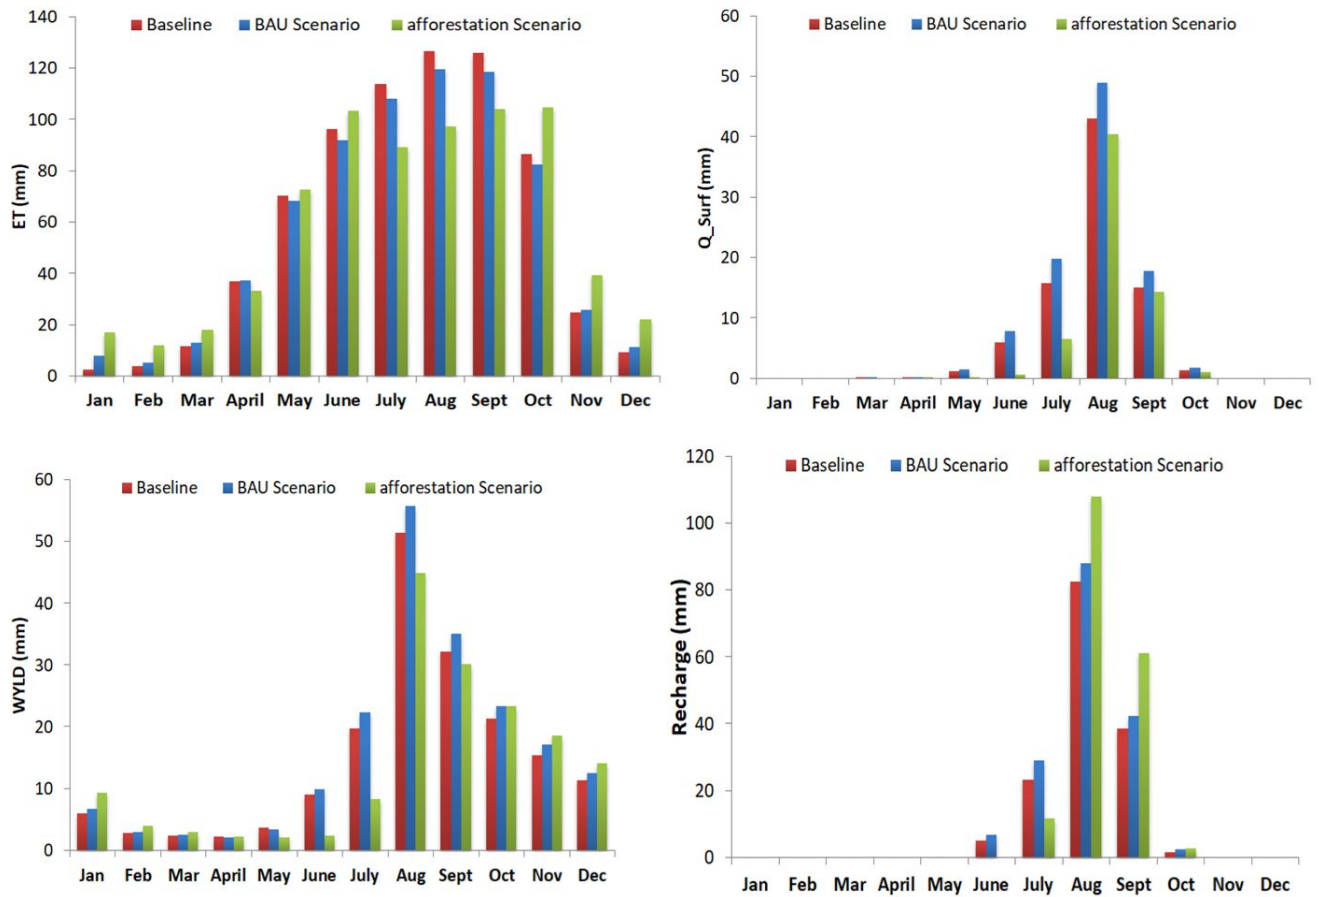 Baseline BAU Scenario afforestation Scenario
ET (mm)
140
120
100
80
60
40
20
0
Jan Feb Mar April May June July Aug Sept Oct Nov Dec
Baseline BAU Scenario afforestation Scenario
Q_Surf (mm)
60
50
40
30
20
10
0
Jan Feb Mar April May June July Aug Sept Oct Nov Dec
Baseline BAU Scenario afforestation Scenario
WYLD (mm)
60
50
40
30
20
10
0
Jan Feb Mar April May June July Aug Sept Oct Nov Dec
Baseline BAU Scenario afforestation Scenario
Recharge (mm)
120
100
80
60
40
20
0
Jan Feb Mar April May June July Aug Sept Oct Nov Dec